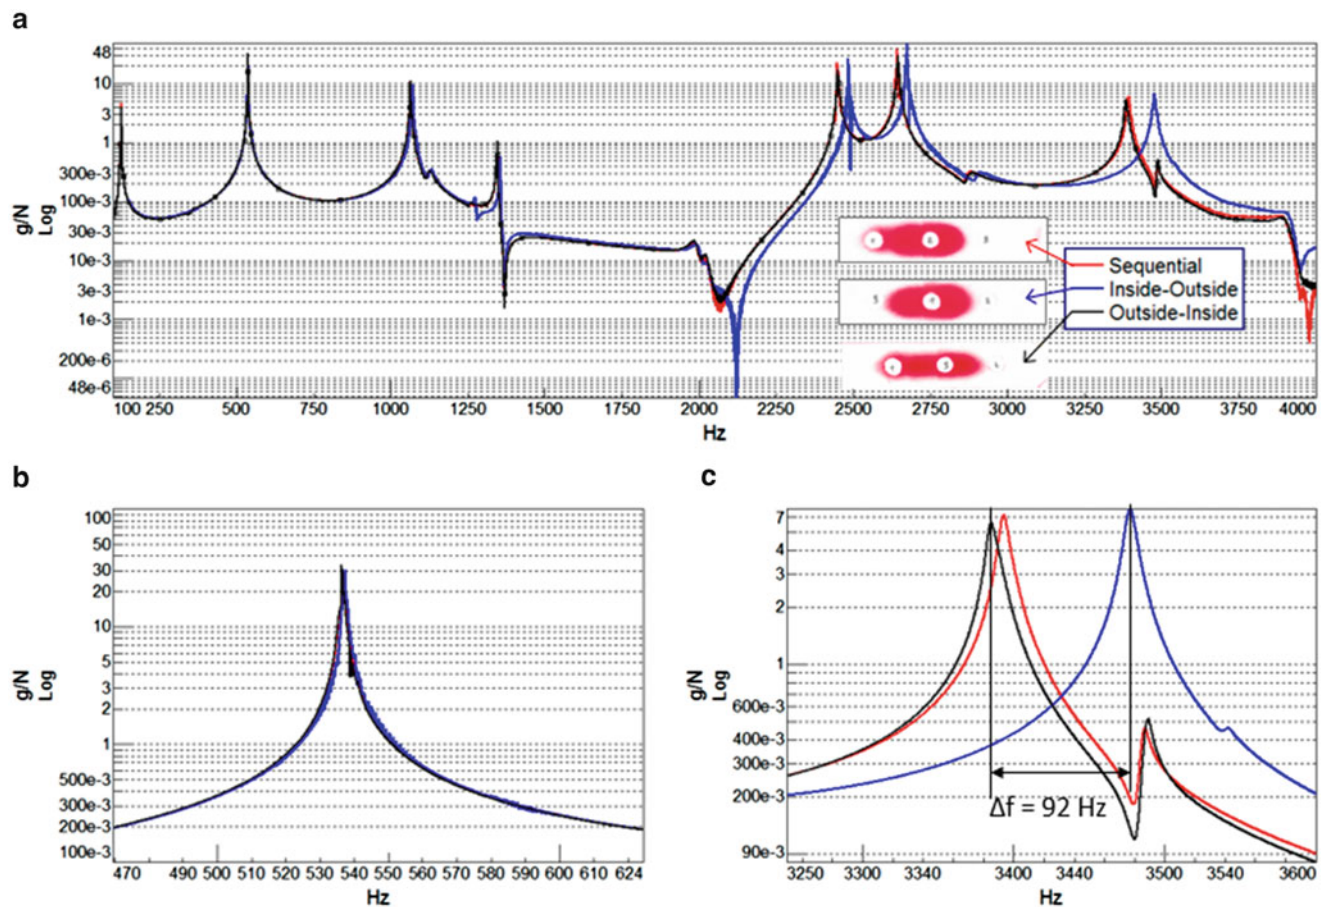 a
48
10
3
1
300e-3
100e-3
30e-3
10e-3
3e-3
1e-3
200e-6
48e-6
g/N
Log
100 250 500 750 1000 1250 1500 1750 2000 2250 2500 2750 3000 3250 3500 3750 4000
Hz
6 3
5
5
Sequential
Inside-Outside
Outside-Inside
b
100
50
30
20
10
5
3
2
1
500e-3
300e-3
200e-3
100e-3
g/N
Log
470 490 500 510 520 530 540 550 560 570 580 590 600 610 624
Hz
c
7
4
3
2
1
600e-3
400e-3
300e-3
200e-3
90e-3
g/N
Log
Δf = 92 Hz
3250 3300 3340 3400 3440 3500 3540 3600
Hz